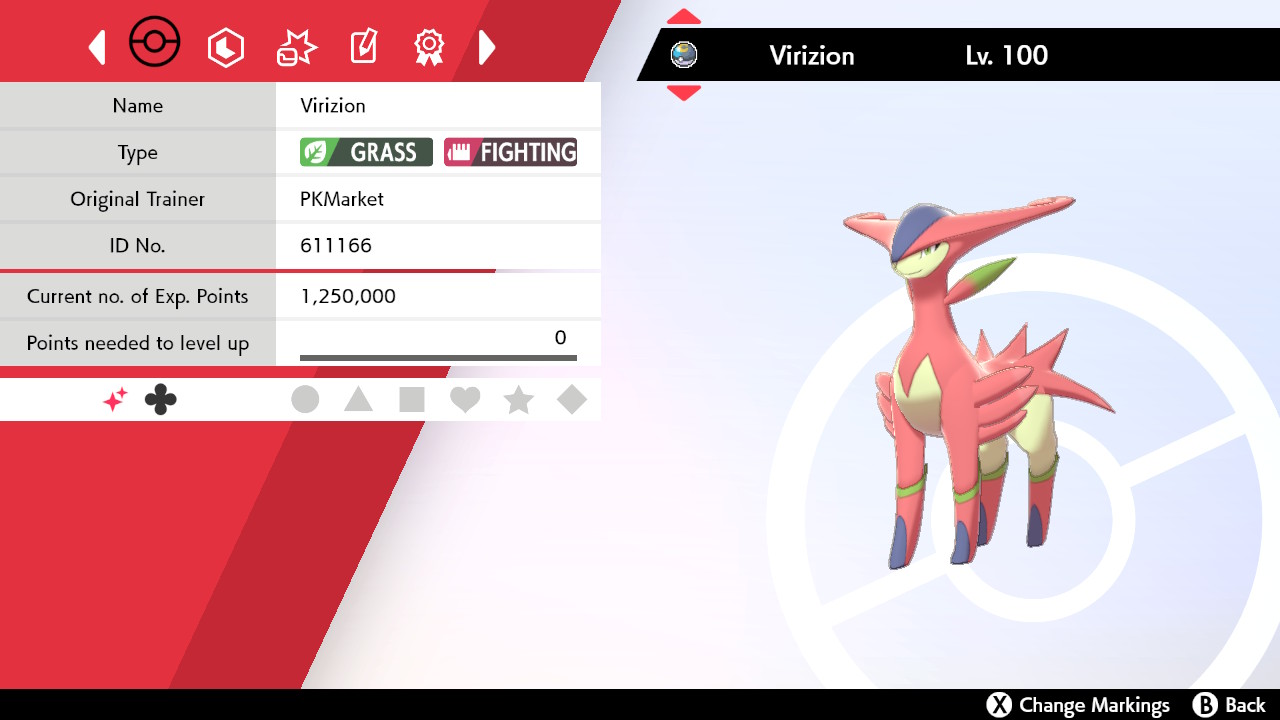 Virizion Lv. 100
Name Virizion
Type GRASS FIGHTING
Original Trainer PKMarket
ID No. 611166
Current no. of Exp. Points 1,250,000
Points needed to level up 0
X Change Markings B Back